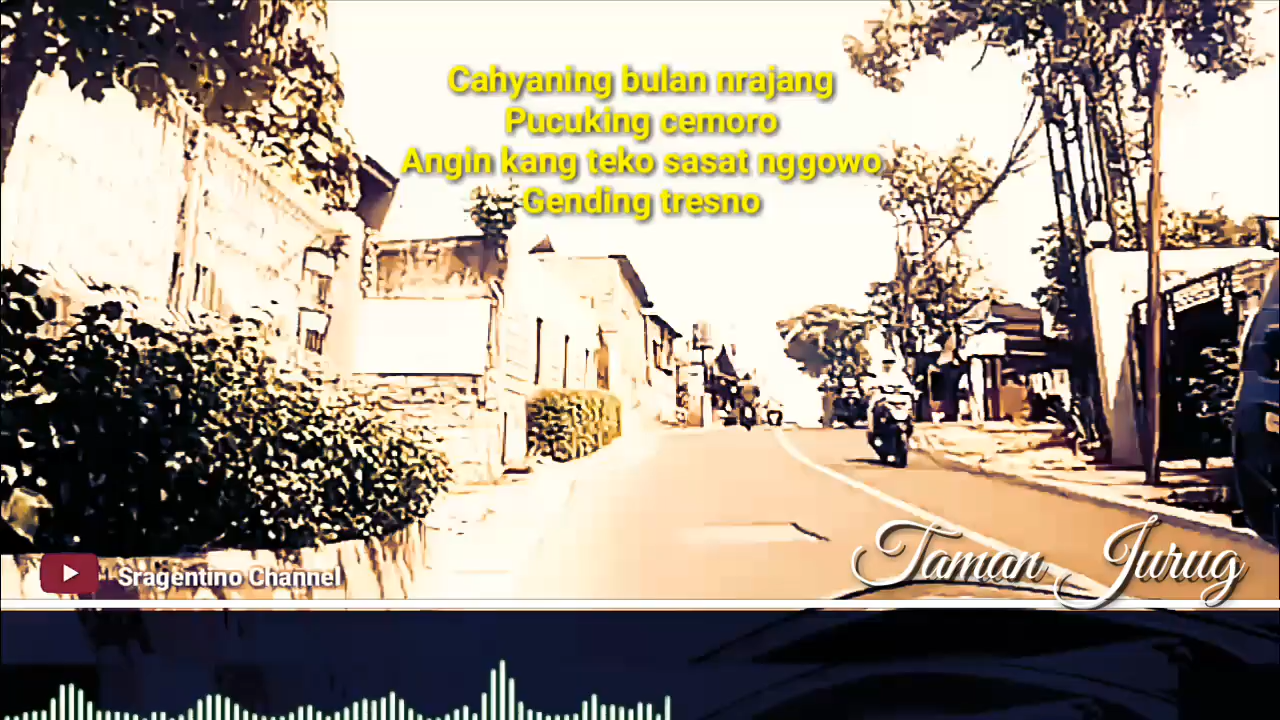 Cahyaning bulan nrajang
Pucuking cemoro
Angin kang teko sasat nggowo
Gending tresno
Sragentino Channel
Taman Jurug